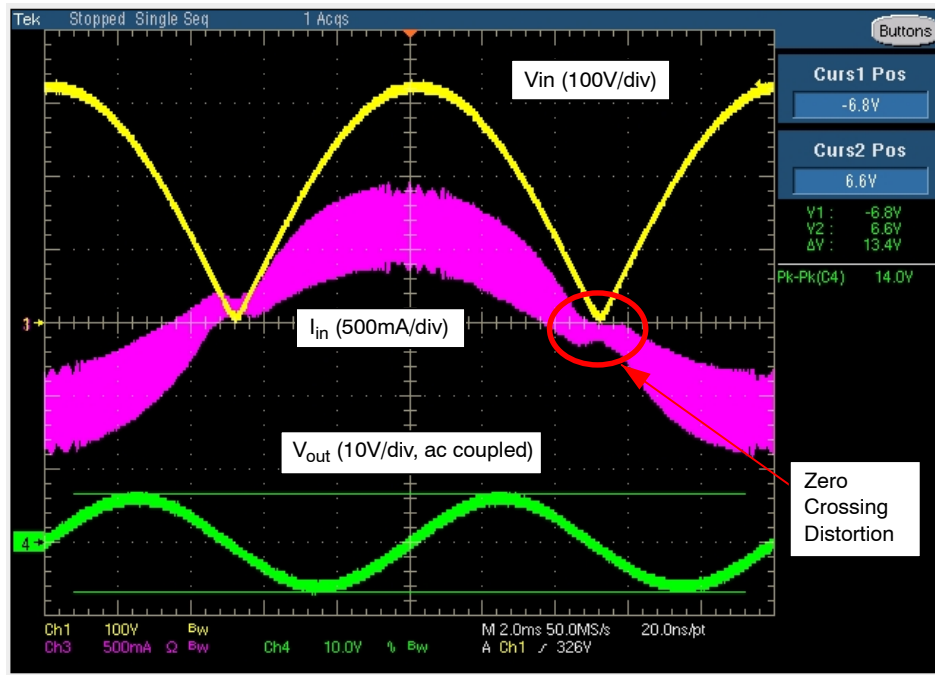 Tek Stopped Single Seq 1 Acqs
Buttons
Vin (100V/div)
Curs1 Pos
-6.8V
Curs2 Pos
6.6V
V1 : -6.8V
V2 : 6.6V
ΔV : 13.4V
Pk-Pk(C4) 14.0V
3
Iin (500mA/div)
Vout (10V/div, ac coupled)
Zero
Crossing
Distortion
4
Ch1 100V Bw M 2.0ms 50.0MS/s 20.0ns/pt
Ch3 500mA Ω Bw Ch4 10.0V ∿ Bw A Ch1 ∕ 326V